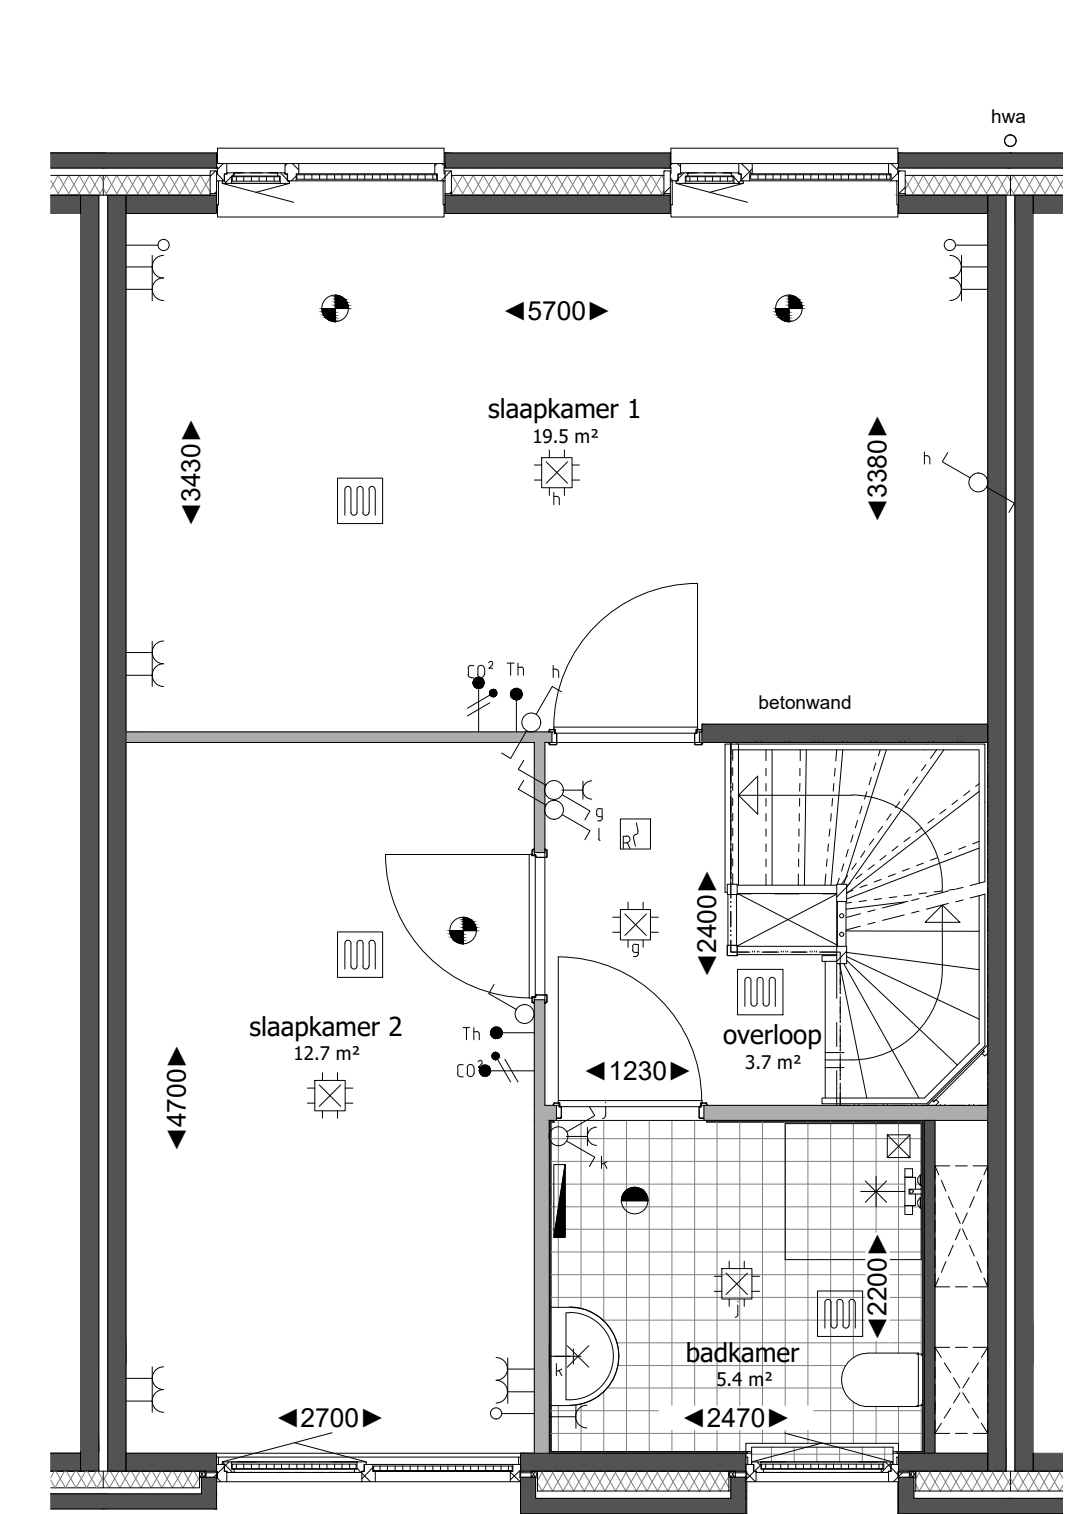 hwa
5700
slaapkamer 1
19.5 m²
3430
3380
h
h
CO²
Th
h
betonwand
g
l
R
2400
g
slaapkamer 2
12.7 m²
Th
CO²
overloop
3.7 m²
1230
4700
k
2200
j
badkamer
5.4 m²
k
2700
2470